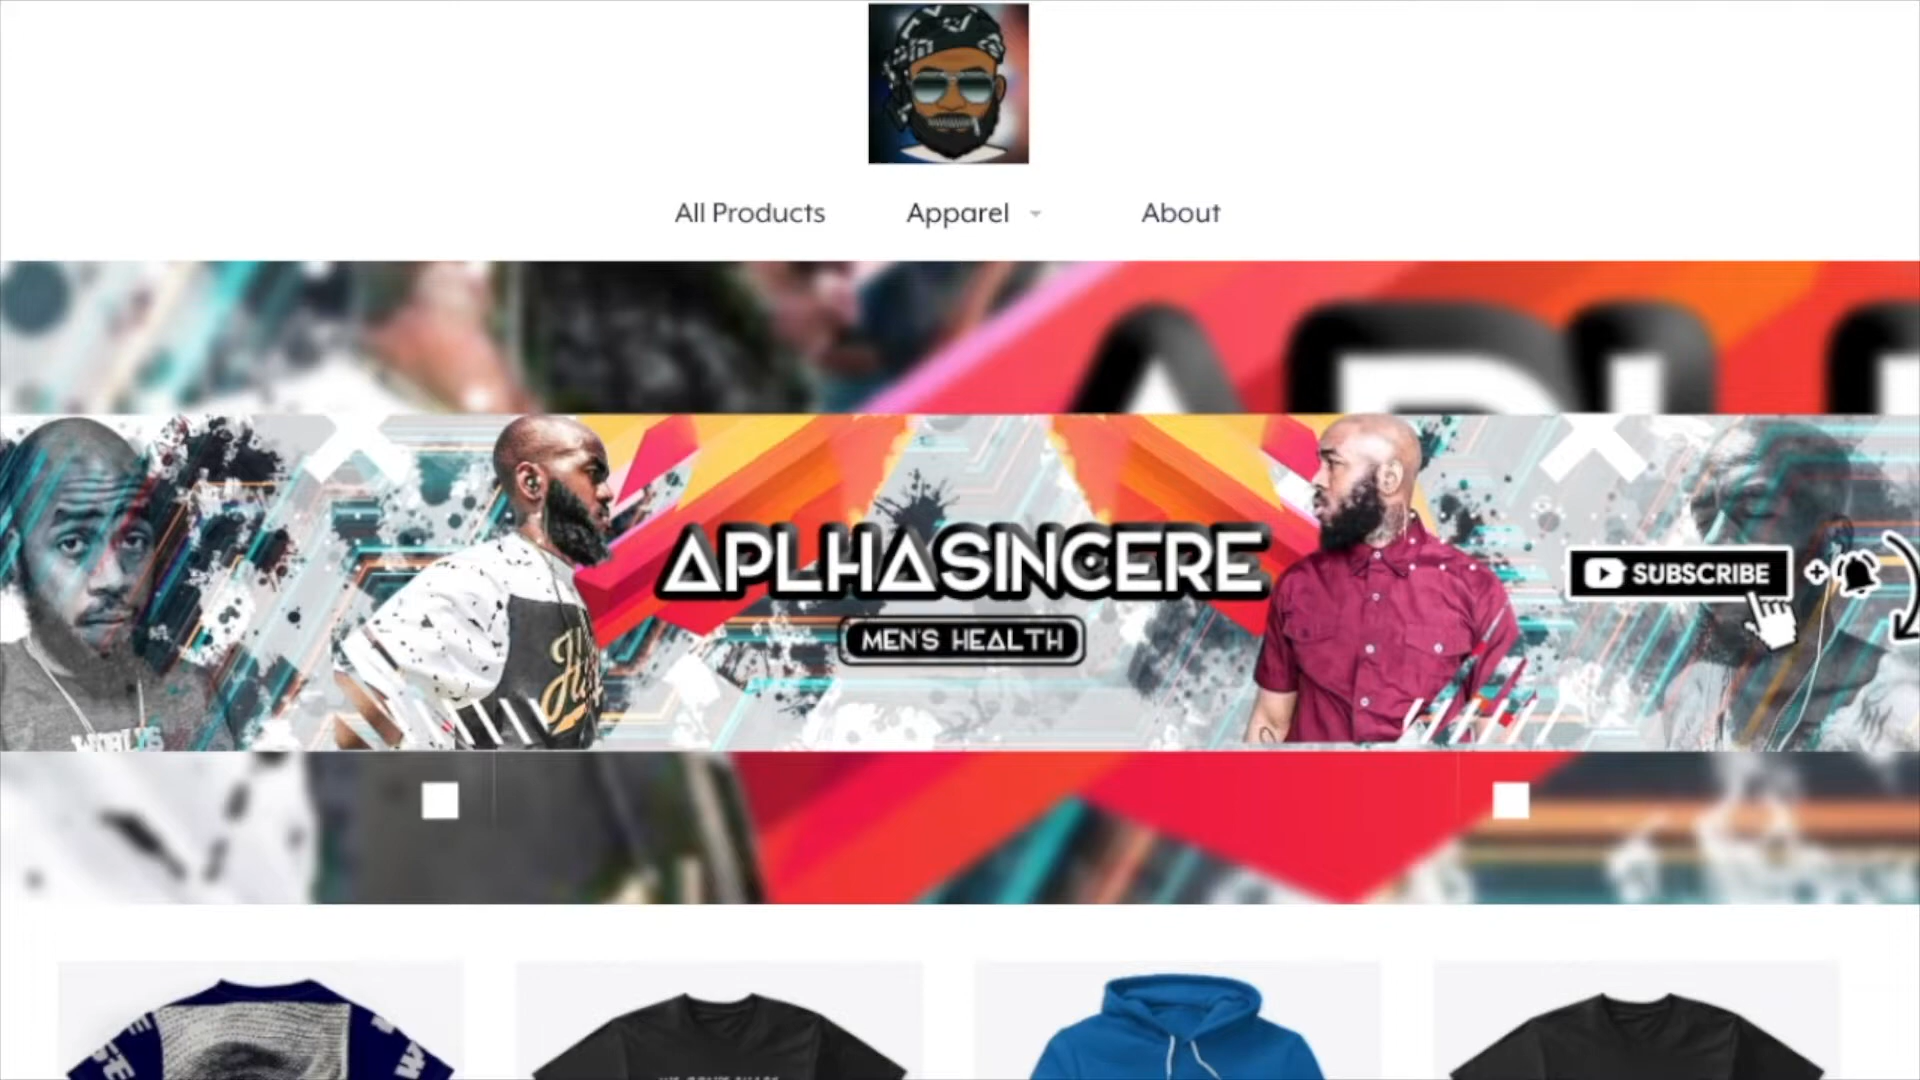 All Products
Apparel
About
APLHASINCERE
MEN'S HEALTH
SUBSCRIBE